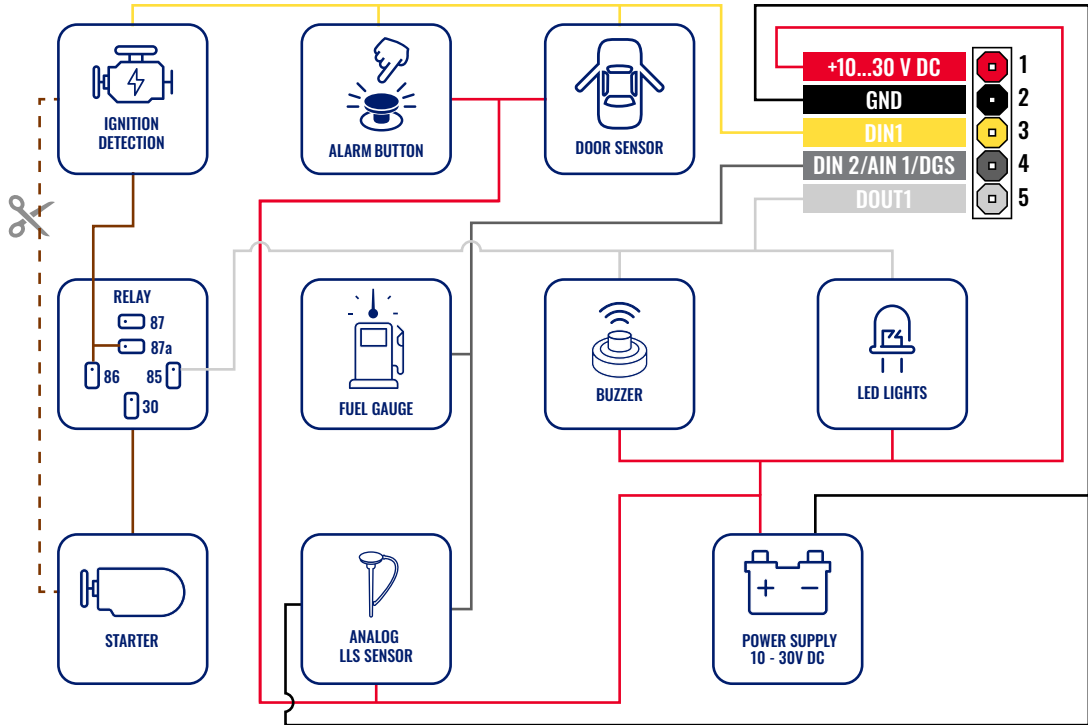 +10...30 V DC
1
GND
2
DIN1
3
DIN 2/AIN 1/DGS
4
DOUT1
5
IGNITION
DETECTION
ALARM BUTTON
DOOR SENSOR
RELAY
87
87a
86
85
30
FUEL GAUGE
BUZZER
LED LIGHTS
STARTER
ANALOG
LLS SENSOR
POWER SUPPLY
10 - 30V DC